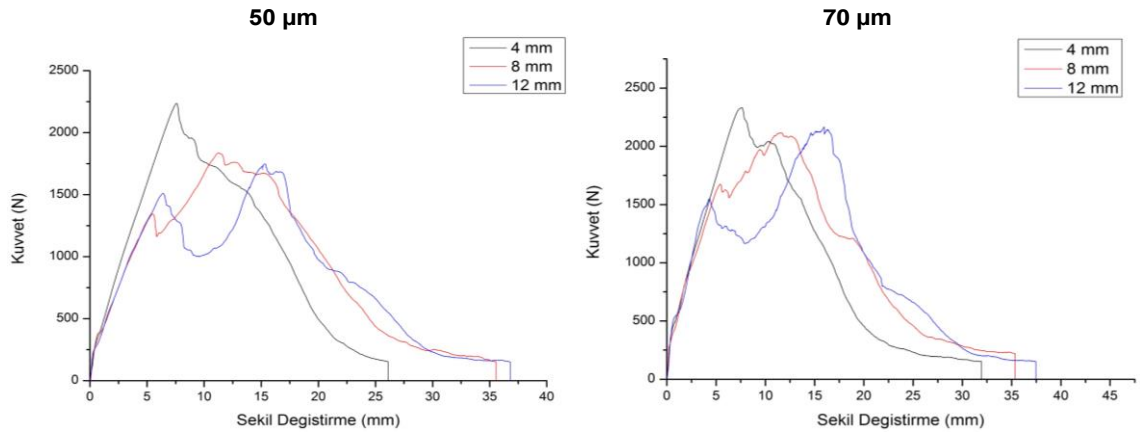 50 µm
4 mm
8 mm
12 mm
2500
2000
1500
1000
500
0
0 5 10 15 20 25 30 35 40
Kuvvet (N)
Sekil Degistirme (mm)
70 µm
4 mm
8 mm
12 mm
2500
2000
1500
1000
500
0
0 5 10 15 20 25 30 35 40 45
Kuvvet (N)
Sekil Degistirme (mm)